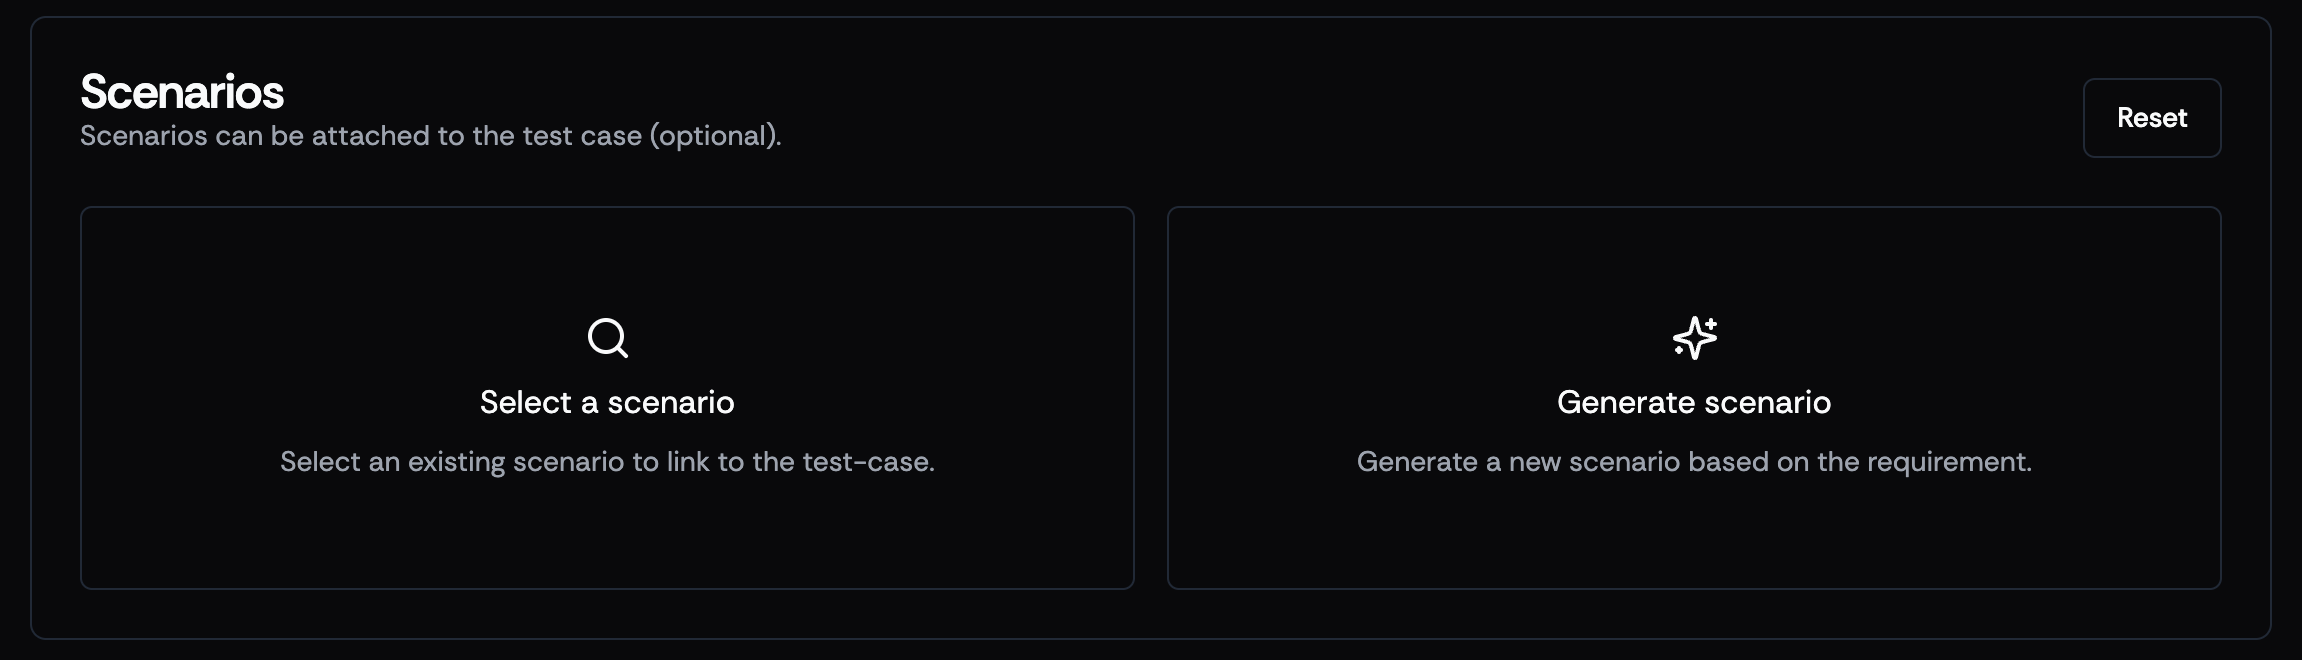 Scenarios
Scenarios can be attached to the test case (optional).
Reset
Select a scenario
Select an existing scenario to link to the test-case.
Generate scenario
Generate a new scenario based on the requirement.